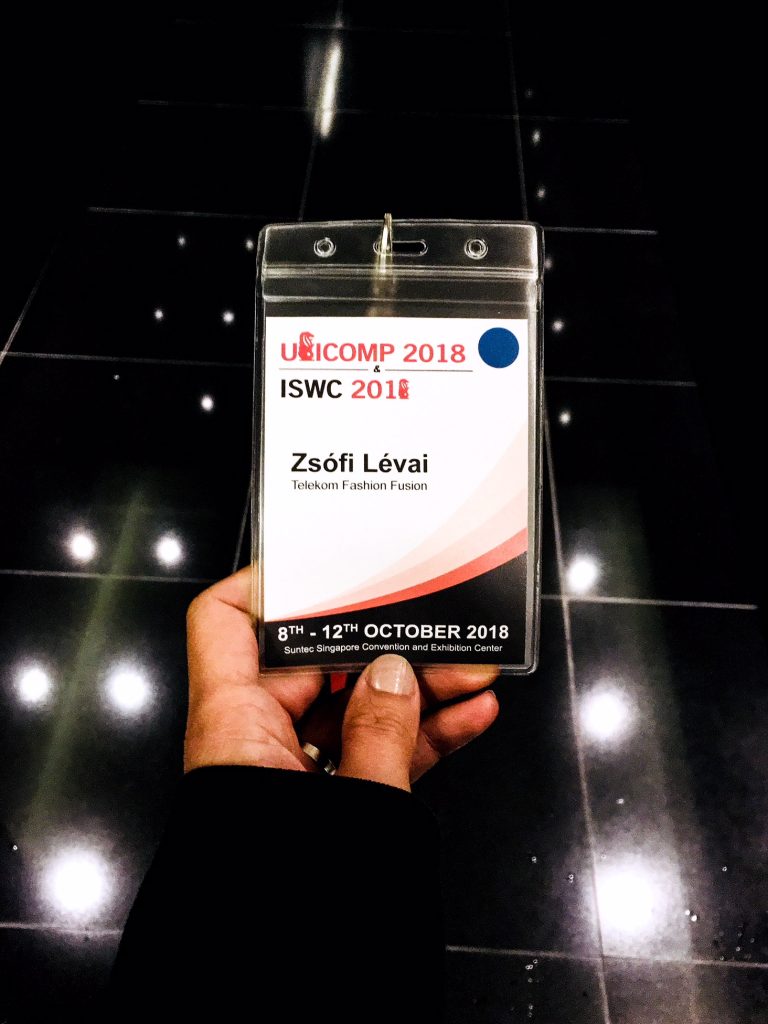 UBICOMP 2018
&
ISWC 2018
Zsófi Lévai
Telekom Fashion Fusion
8TH - 12TH OCTOBER 2018
Suntec Singapore Convention and Exhibition Center